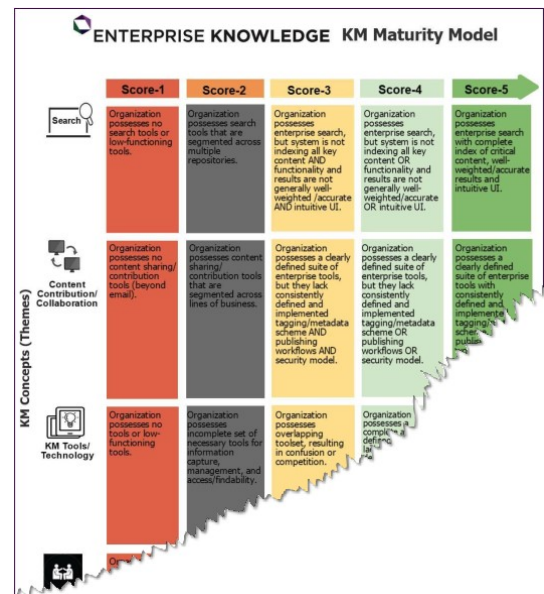 ENTERPRISE KNOWLEDGE KM Maturity Model
Score-1
Score-2
Score-3
Score-4
Score-5
KM Concepts (Themes)
Search
Organization
possesses no
search tools or
low-functioning
tools.
Organization
possesses search
tools that are
segmented across
multiple
repositories.
Organization
possesses
enterprise search,
but system is not
indexing all key
content AND
functionality and
results are not
generally well-
weighted /accurate
AND intuitive UI.
Organization
possesses
enterprise search,
but system is not
indexing all key
content OR
functionality and
results are not
generally well-
weighted/accurate
OR intuitive UI.
Organization
possesses
enterprise search
with complete
index of critical
content, well-
weighted/accurate
results and
intuitive UI.
Content
Contribution/
Collaboration
Organization
possesses no
content sharing/
contribution
tools (beyond
email).
Organization
possesses content
sharing/
contribution tools
that are
segmented across
lines of business.
Organization
possesses a clearly
defined suite of
enterprise tools,
but they lack
consistently
defined and
implemented
tagging/metadata
scheme AND
publishing
workflows AND
security model.
Organization
possesses a clearly
defined suite of
enterprise tools,
but they lack
consistently
defined and
implemented
tagging/metadata
scheme OR
publishing
workflows OR
security model.
Organization
possesses a
clearly defined
suite of enterprise
tools with
consistently
defined and
KM Tools/
Technology
Organization
possesses no
tools or low-
functioning
tools.
Organization
possesses
incomplete set of
necessary tools for
information
capture,
management, and
access/findability.
Organization
possesses
overlapping
toolset, resulting
in confusion or
competition.
Organization
possesses a